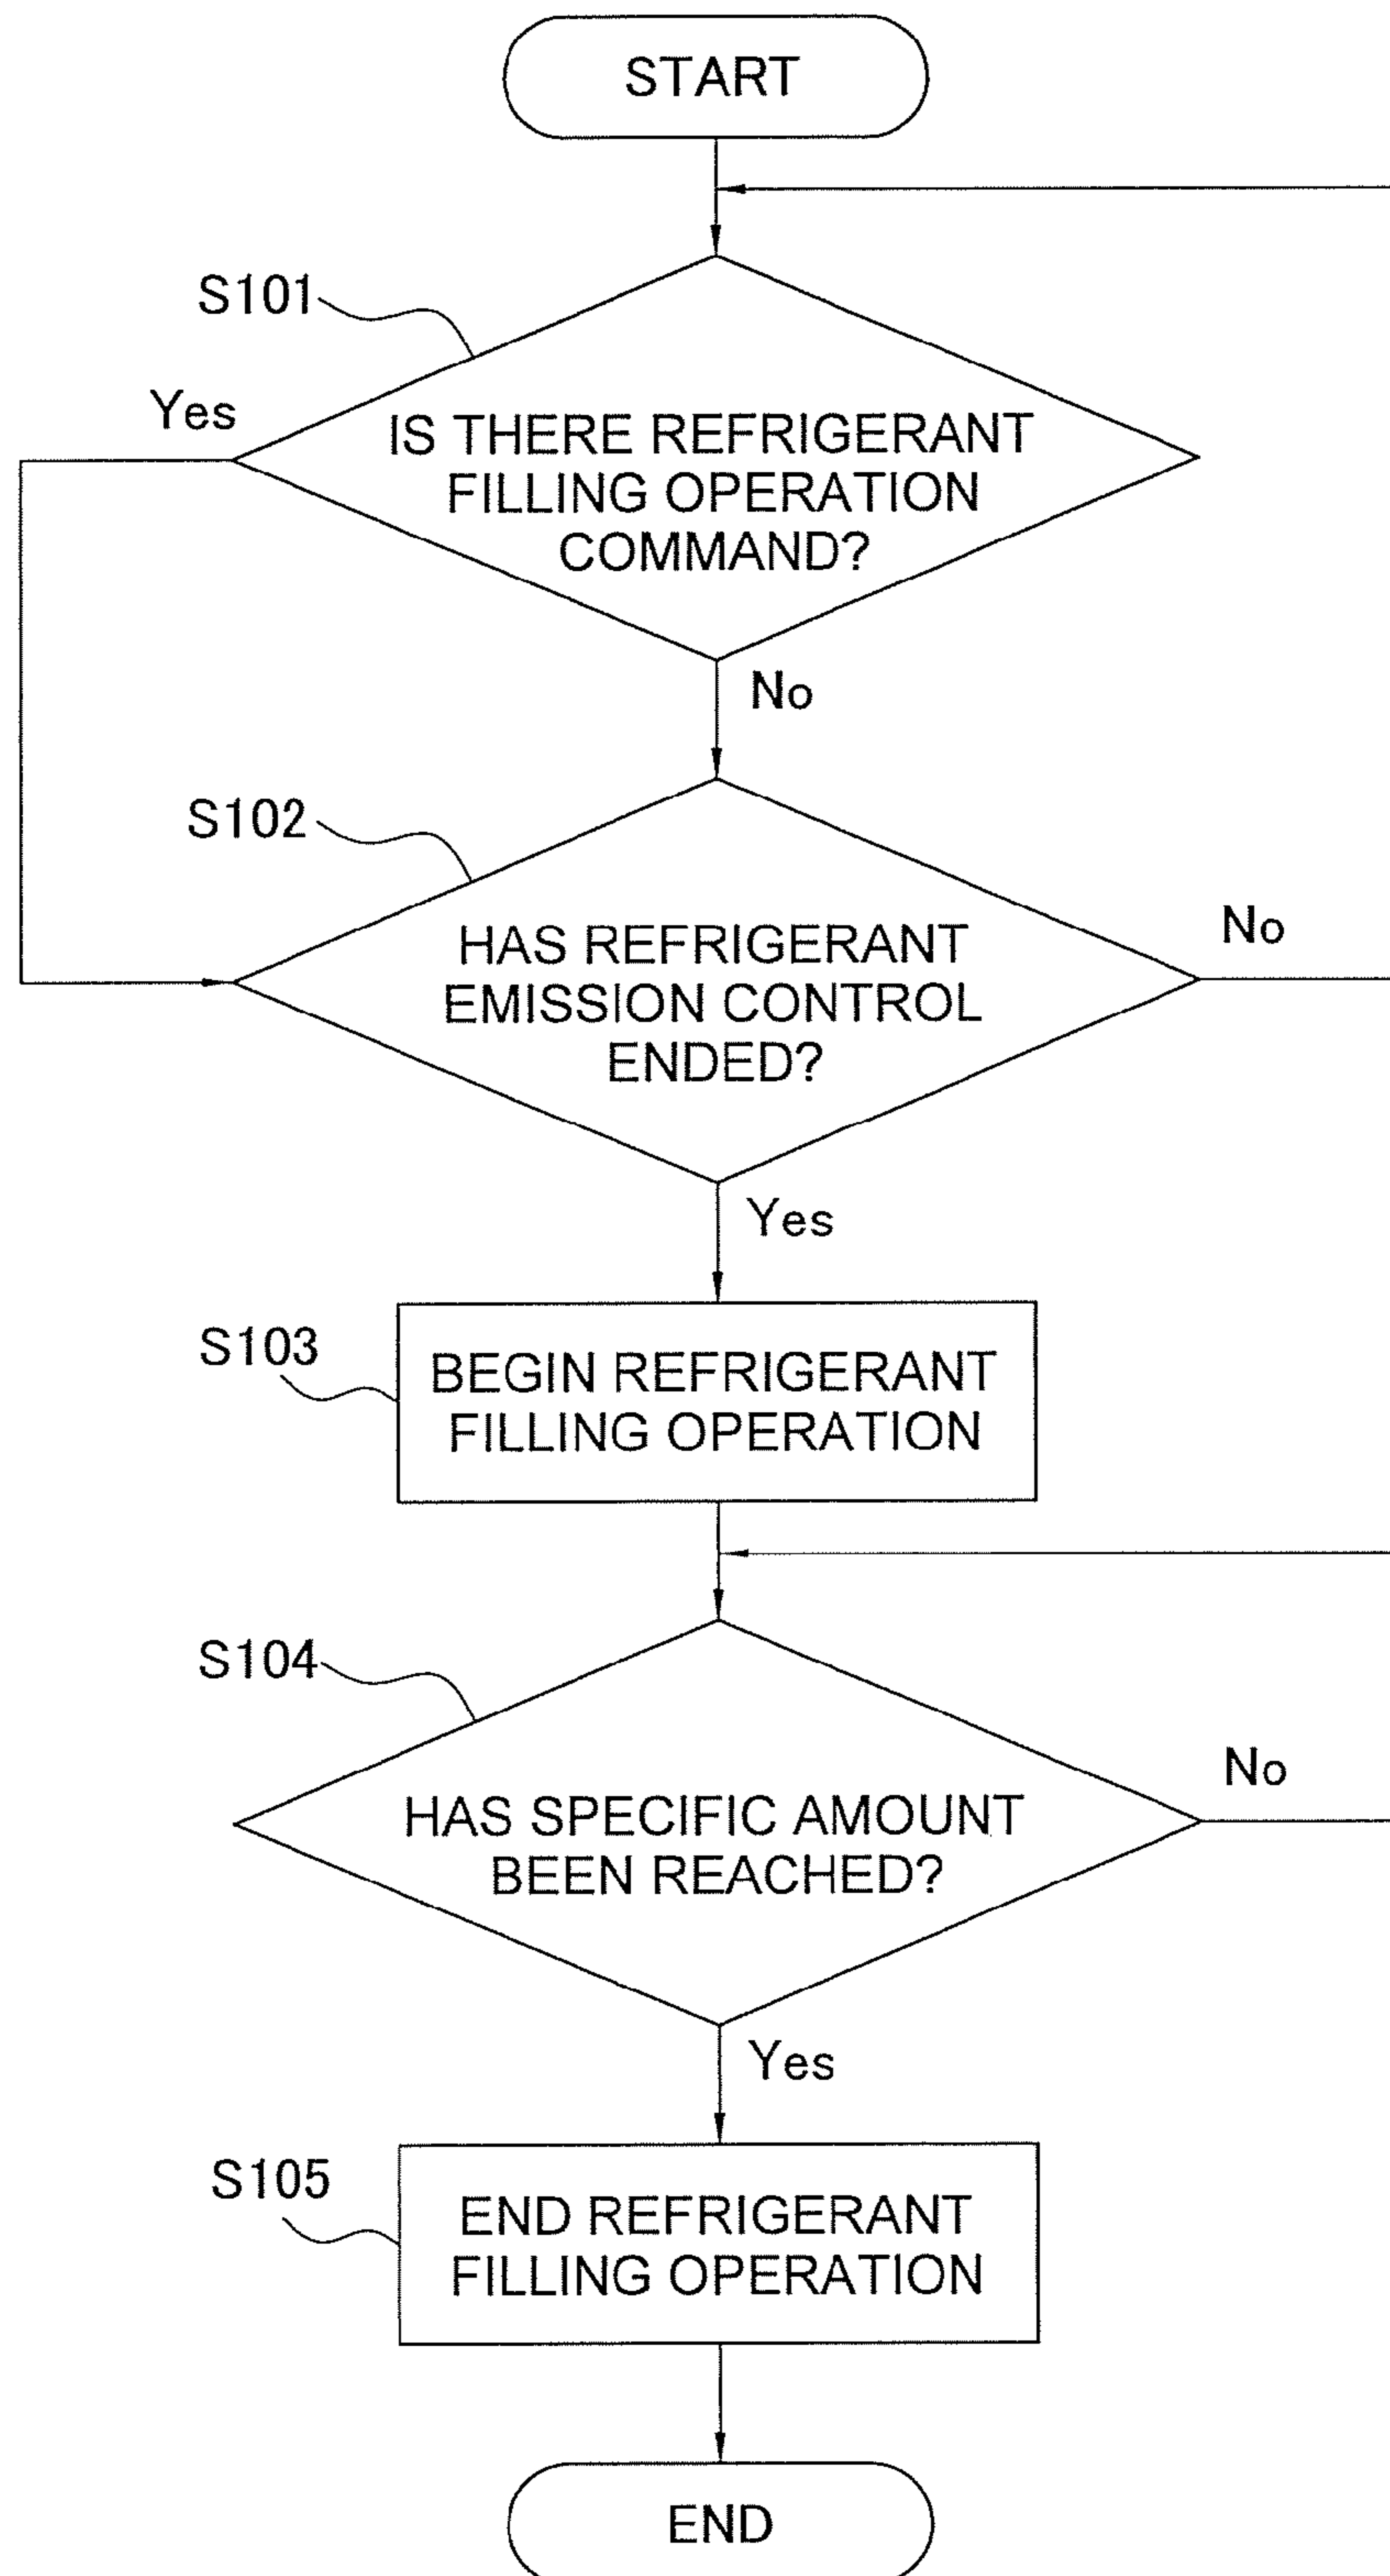 START
S101
Yes
IS THERE REFRIGERANT
FILLING OPERATION
COMMAND?
No
S102
HAS REFRIGERANT
EMISSION CONTROL
ENDED?
No
Yes
S103
BEGIN REFRIGERANT
FILLING OPERATION
S104
HAS SPECIFIC AMOUNT
BEEN REACHED?
No
Yes
S105
END REFRIGERANT
FILLING OPERATION
END